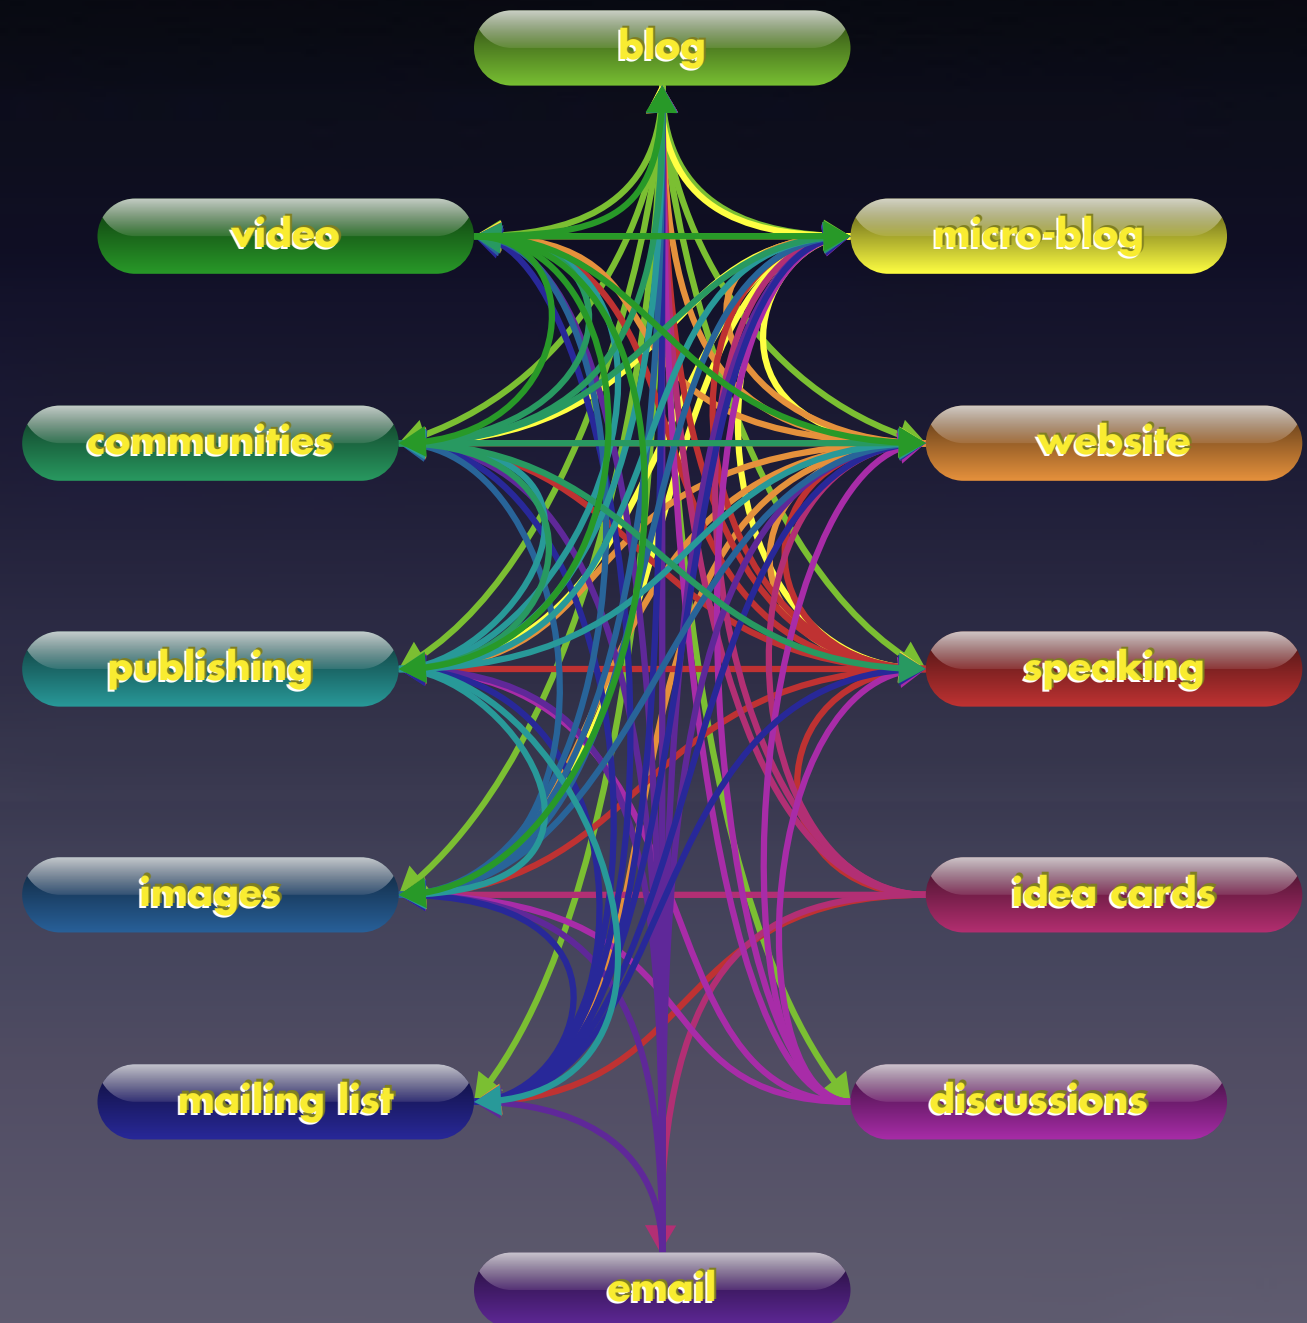 blog
video
micro-blog
communities
website
publishing
speaking
images
idea cards
mailing list
discussions
email